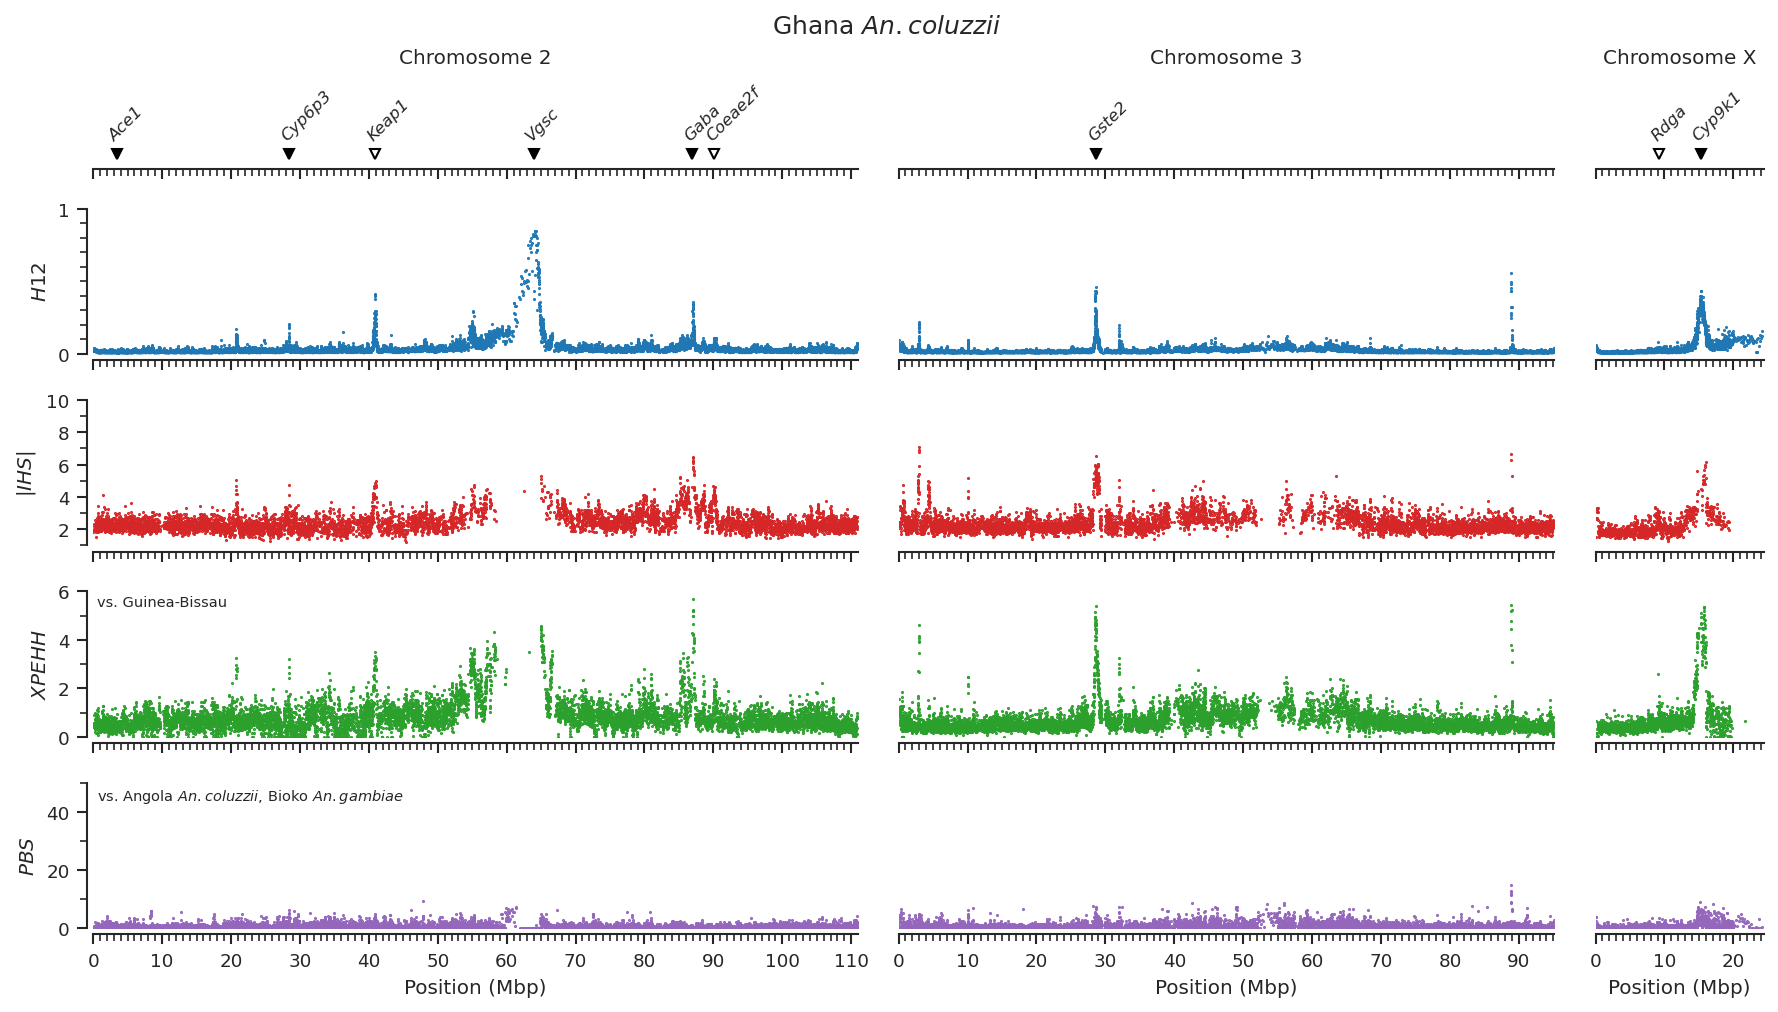 Ghana An. coluzzii
Chromosome 2
Chromosome 3
Chromosome X
Ace1
Cyp6p3
Keap1
Vgsc
Gaba
Coeae2f
Gste2
Rdga
Cyp9k1
1
0
H12
10
8
6
4
2
|IHS|
vs. Guinea-Bissau
6
4
2
0
XPEHH
vs. Angola An. coluzzii, Bioko An. gambiae
40
20
0
PBS
0 10 20 30 40 50 60 70 80 90 100 110
0 10 20 30 40 50 60 70 80 90
0 10 20
Position (Mbp)
Position (Mbp)
Position (Mbp)